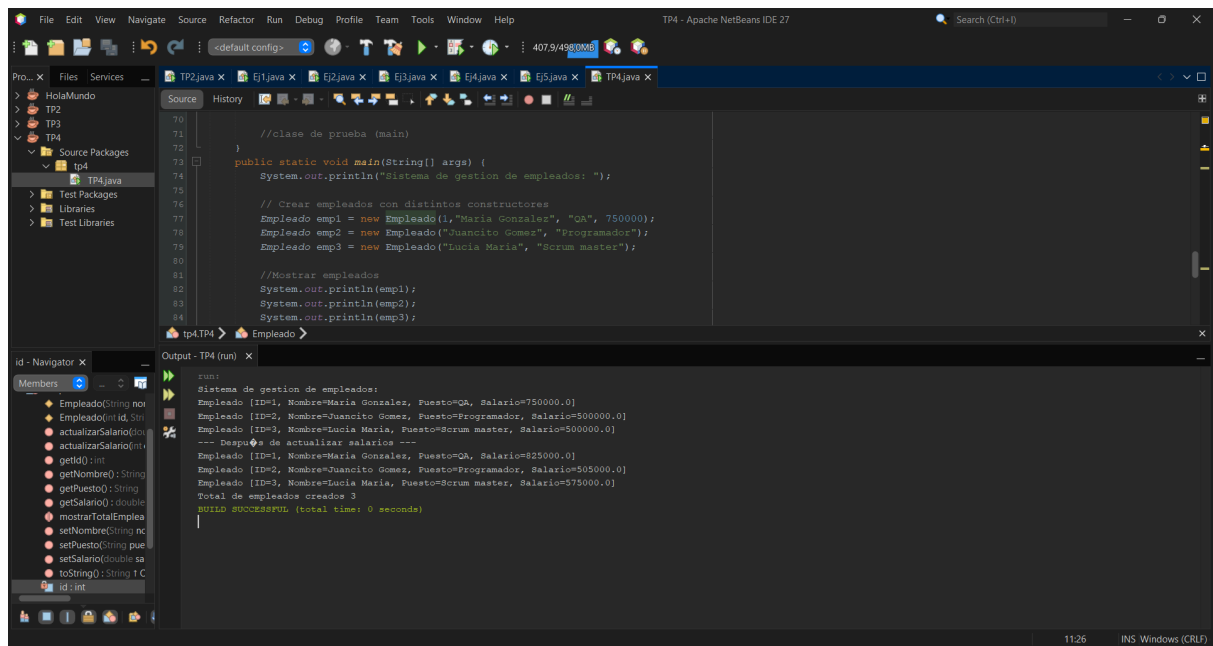 File Edit View Navigate Source Refactor Run Debug Profile Team Tools Window Help TP4 - Apache NetBeans IDE 27 Search (Ctrl+I)
<default config> 407,9/498,0MB
Pro... Files Services
HolaMundo
TP2
TP3
TP4
Source Packages
tp4
TP4.java
Test Packages
Libraries
Test Libraries
TP2.java Ej1.java Ej2.java Ej3.java Ej4.java Ej5.java TP4.java
Source History
70
71 //clase de prueba (main)
72 }
73 public static void main(String[] args) {
74 System.out.println("Sistema de gestion de empleados: ");
75
76 // Crear empleados con distintos constructores
77 Empleado emp1 = new Empleado(1,"Maria Gonzalez", "QA", 750000);
78 Empleado emp2 = new Empleado("Juancito Gomez", "Programador");
79 Empleado emp3 = new Empleado("Lucia Maria", "Scrum master");
80
81 //Mostrar empleados
82 System.out.println(emp1);
83 System.out.println(emp2);
84 System.out.println(emp3);
tp4.TP4 Empleado
id - Navigator
Members
Empleado(String nor
Empleado(int id, Stri
actualizarSalario(dou
actualizarSalario(int
getId() : int
getNombre() : String
getPuesto() : String
getSalario() : double
mostrarTotalEmplea
setNombre(String nc
setPuesto(String pue
setSalario(double sa
toString() : String ↑ C
id : int
Output - TP4 (run)
run:
Sistema de gestion de empleados:
Empleado [ID=1, Nombre=Maria Gonzalez, Puesto=QA, Salario=750000.0]
Empleado [ID=2, Nombre=Juancito Gomez, Puesto=Programador, Salario=500000.0]
Empleado [ID=3, Nombre=Lucia Maria, Puesto=Scrum master, Salario=500000.0]
--- Despu�s de actualizar salarios ---
Empleado [ID=1, Nombre=Maria Gonzalez, Puesto=QA, Salario=825000.0]
Empleado [ID=2, Nombre=Juancito Gomez, Puesto=Programador, Salario=505000.0]
Empleado [ID=3, Nombre=Lucia Maria, Puesto=Scrum master, Salario=575000.0]
Total de empleados creados 3
BUILD SUCCESSFUL (total time: 0 seconds)
11:26 INS Windows (CRLF)